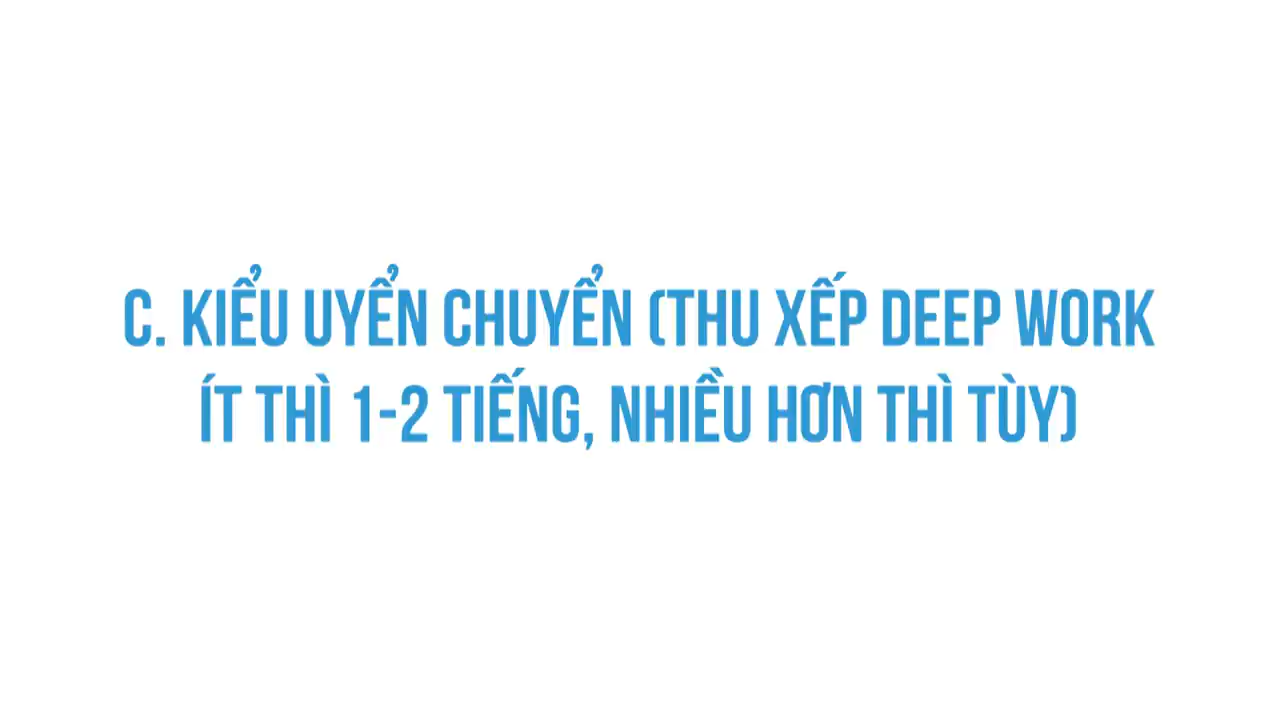 C. KIỂU UYỂN CHUYỂN (THU XẾP DEEP WORK
ÍT THÌ 1-2 TIẾNG, NHIỀU HƠN THÌ TÙY)